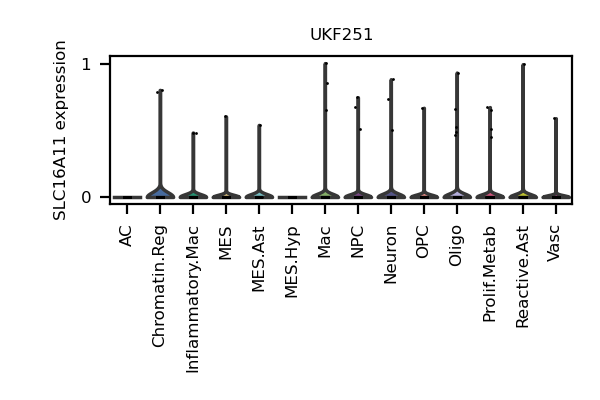 UKF251
SLC16A11 expression
1
0
AC
Chromatin.Reg
Inflammatory.Mac
MES
MES.Ast
MES.Hyp
Mac
NPC
Neuron
OPC
Oligo
Prolif.Metab
Reactive.Ast
Vasc